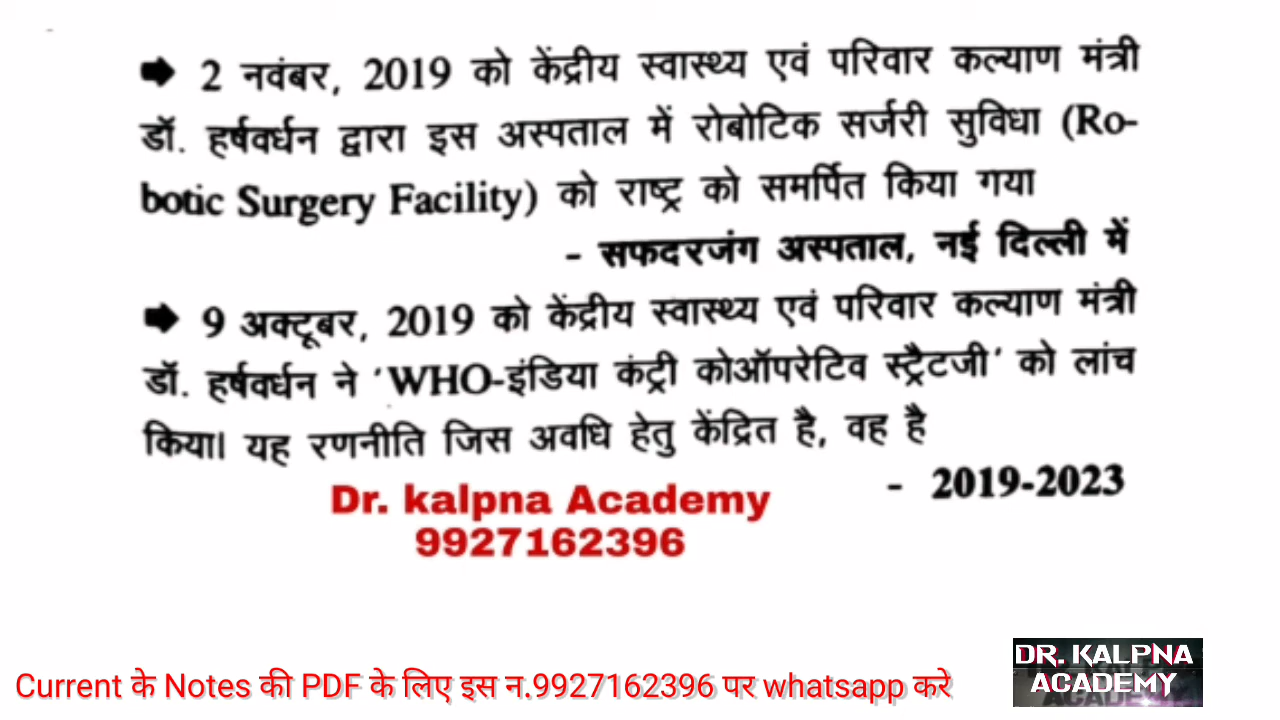 ➡ 2 नवंबर, 2019 को केंद्रीय स्वास्थ्य एवं परिवार कल्याण मंत्री
डॉ. हर्षवर्धन द्वारा इस अस्पताल में रोबोटिक सर्जरी सुविधा (Ro-
botic Surgery Facility) को राष्ट्र को समर्पित किया गया
- सफदरजंग अस्पताल, नई दिल्ली में
➡ 9 अक्टूबर, 2019 को केंद्रीय स्वास्थ्य एवं परिवार कल्याण मंत्री
डॉ. हर्षवर्धन ने 'WHO-इंडिया कंट्री कोऑपरेटिव स्ट्रैटजी' को लांच
किया। यह रणनीति जिस अवधि हेतु केंद्रित है, वह है
- 2019-2023
Dr. kalpna Academy
9927162396
Current के Notes की PDF के लिए इस न.9927162396 पर whatsapp करे
DR. KALPNA
ACADEMY